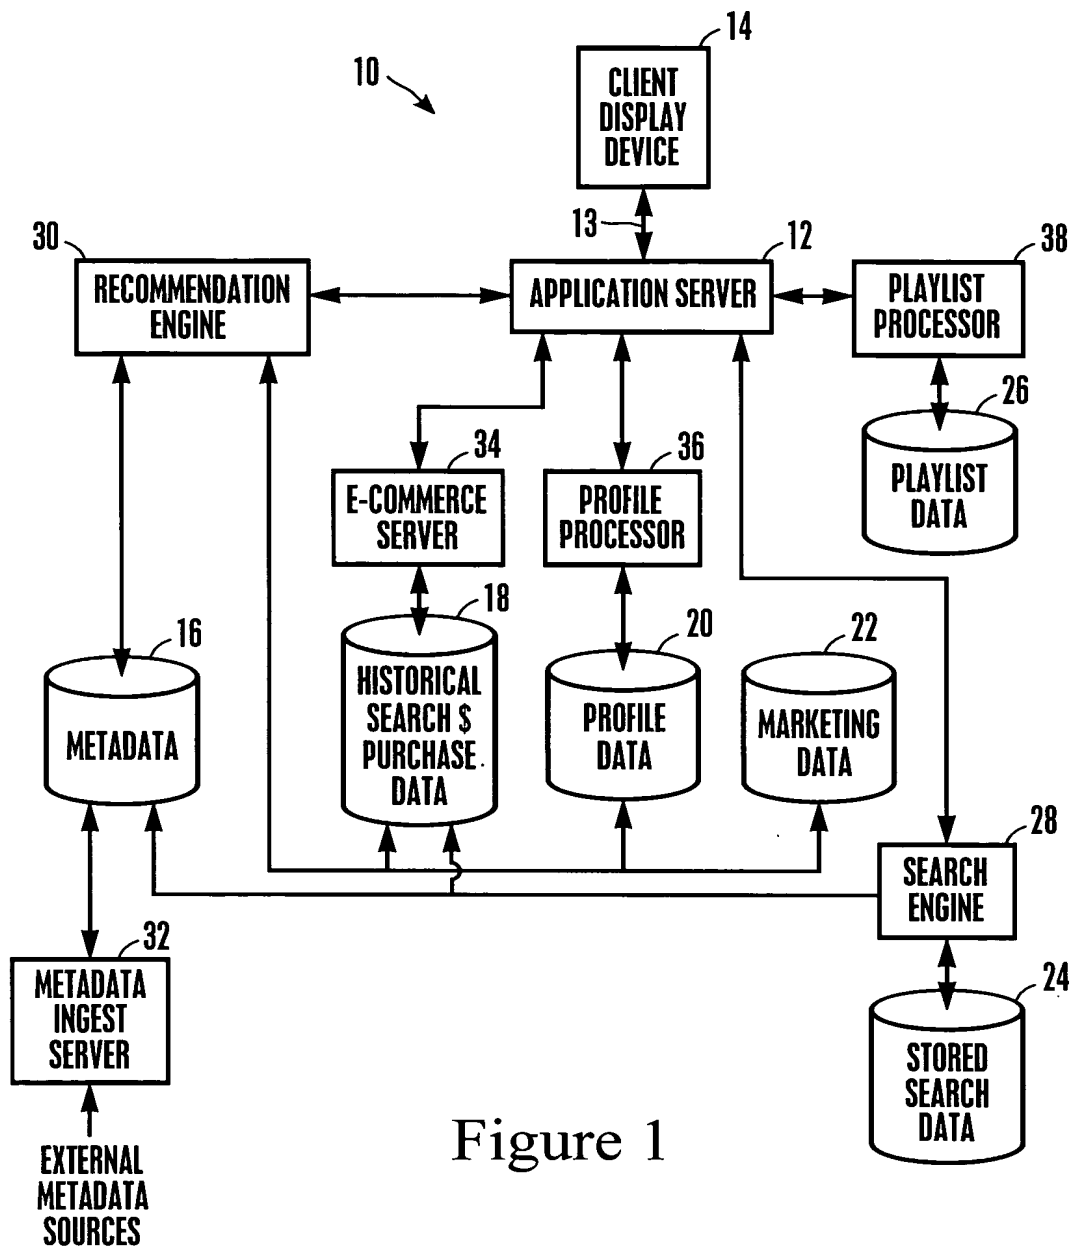 14
10
CLIENT
DISPLAY
DEVICE
13
30
12
38
RECOMMENDATION
ENGINE
APPLICATION SERVER
PLAYLIST
PROCESSOR
26
34
36
PLAYLIST
DATA
E-COMMERCE
SERVER
PROFILE
PROCESSOR
18
16
20
22
HISTORICAL
SEARCH $
PURCHASE
DATA
METADATA
PROFILE
DATA
MARKETING
DATA
28
SEARCH
ENGINE
32
METADATA
INGEST
SERVER
24
STORED
SEARCH
DATA
Figure 1
EXTERNAL
METADATA
SOURCES